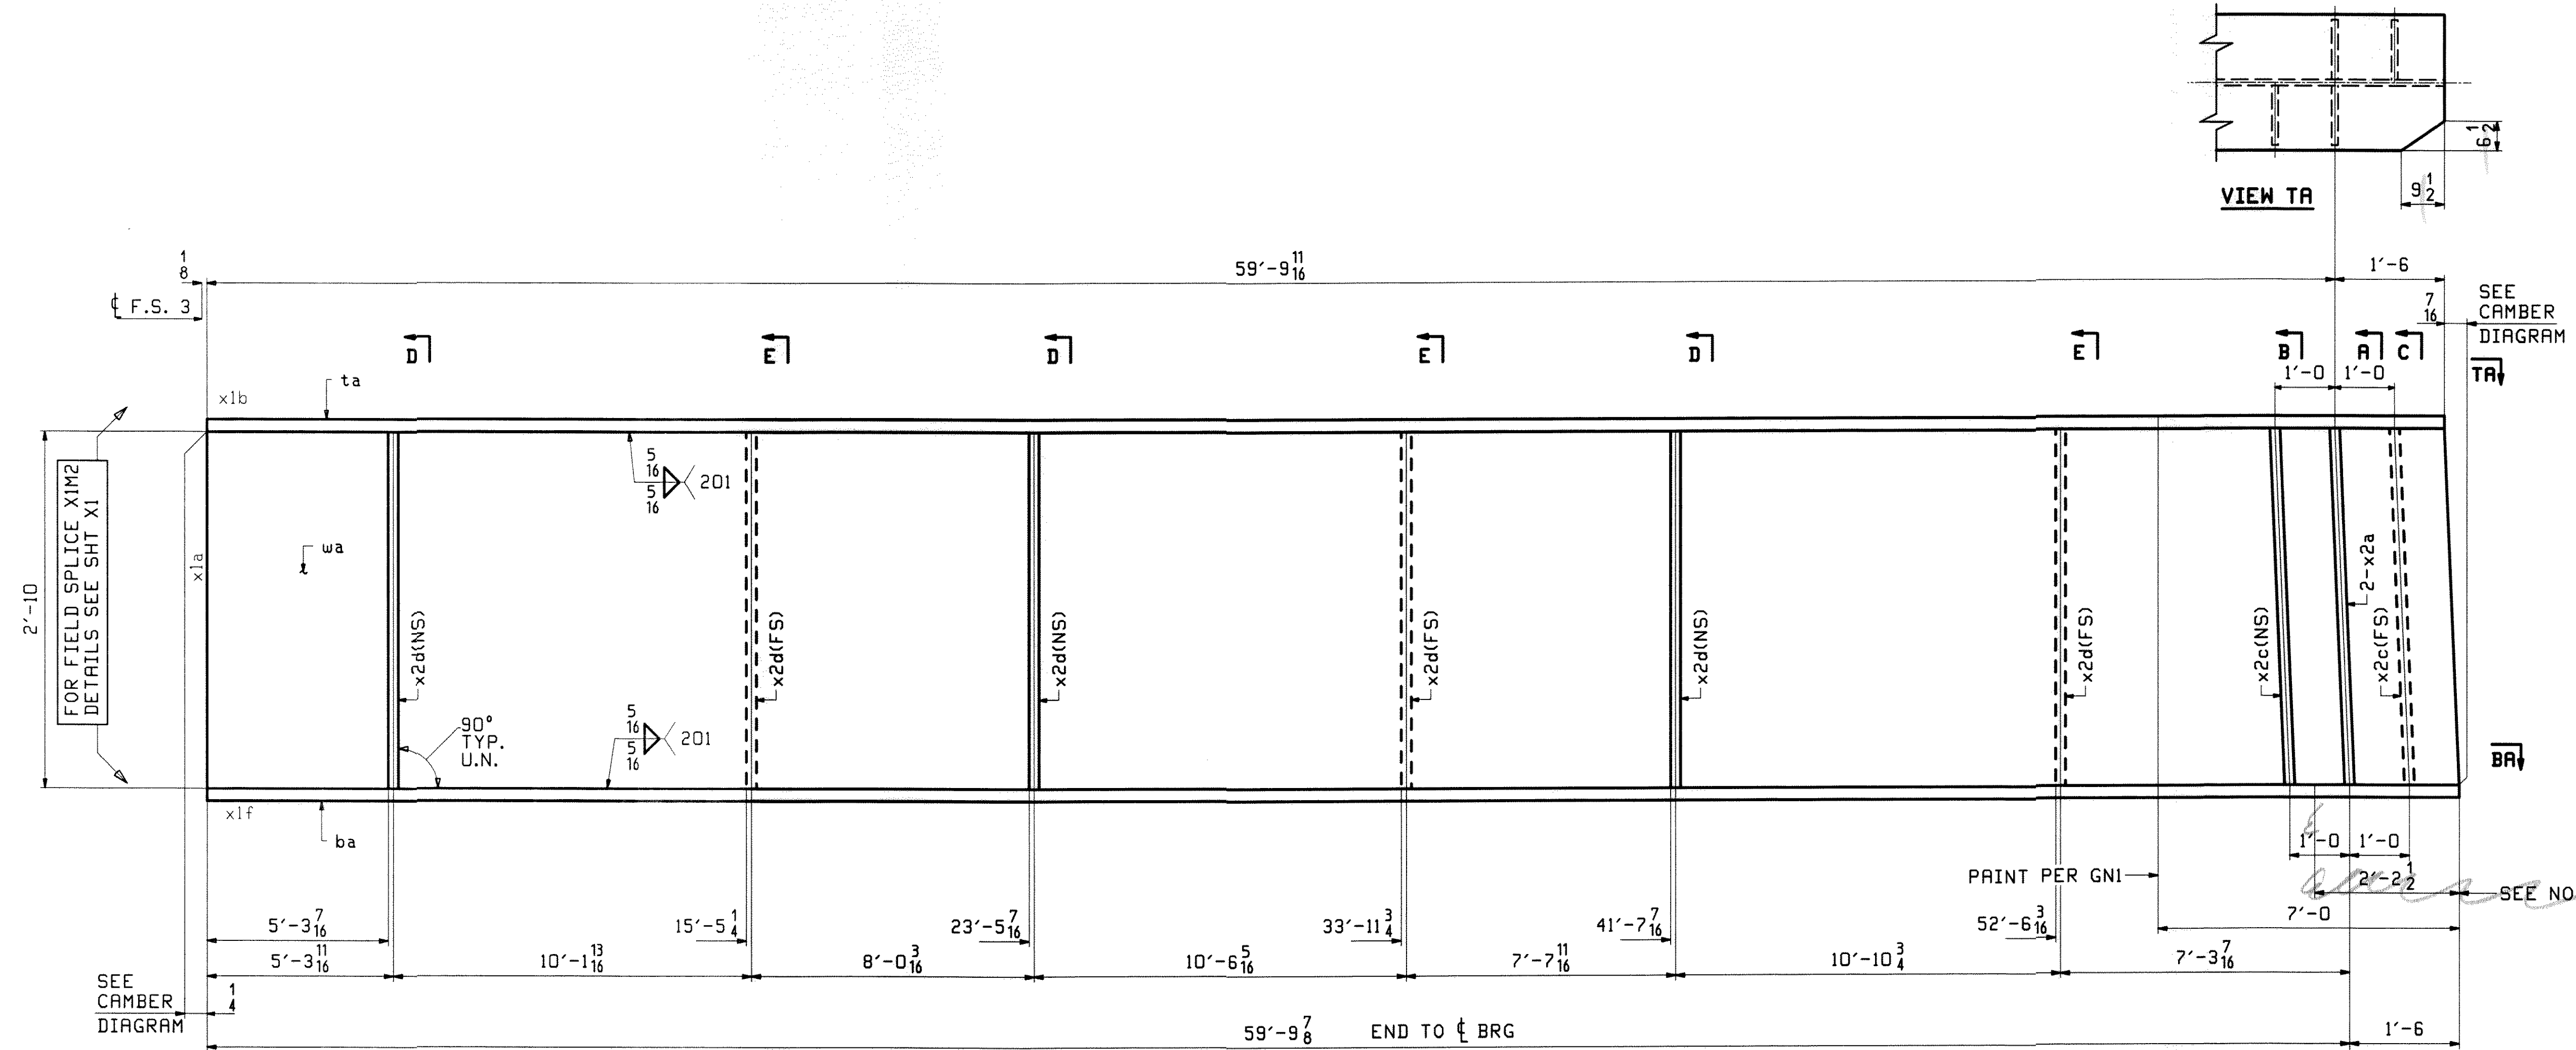 6 1/2
9 1/2
VIEW TA
1/8
59'-9 11/16
1'-6
℄ F.S. 3
7/16
SEE
CAMBER
DIAGRAM
D
E
D
E
D
E
B
A
C
TA
1'-0
1'-0
x1b
ta
FOR FIELD SPLICE X1M2
DETAILS SEE SHT X1
2'-10
x1a
wa
5/16
5/16
201
x2d(NS)
x2d(FS)
x2d(NS)
x2d(FS)
x2d(NS)
x2d(FS)
x2c(NS)
2-x2a
x2c(FS)
90°
TYP.
U.N.
5/16
5/16
201
BA
x1f
ba
1'-0
1'-0
PAINT PER GN1
2'-2 1/2
SEE NO
7'-0
5'-3 7/16
15'-5 1/4
23'-5 7/16
33'-11 3/4
41'-7 7/16
52'-6 3/16
5'-3 11/16
10'-1 13/16
8'-0 3/16
10'-6 5/16
7'-7 11/16
10'-10 3/4
7'-3 7/16
SEE
CAMBER
DIAGRAM
1/4
59'-9 7/8 END TO ℄ BRG
1'-6